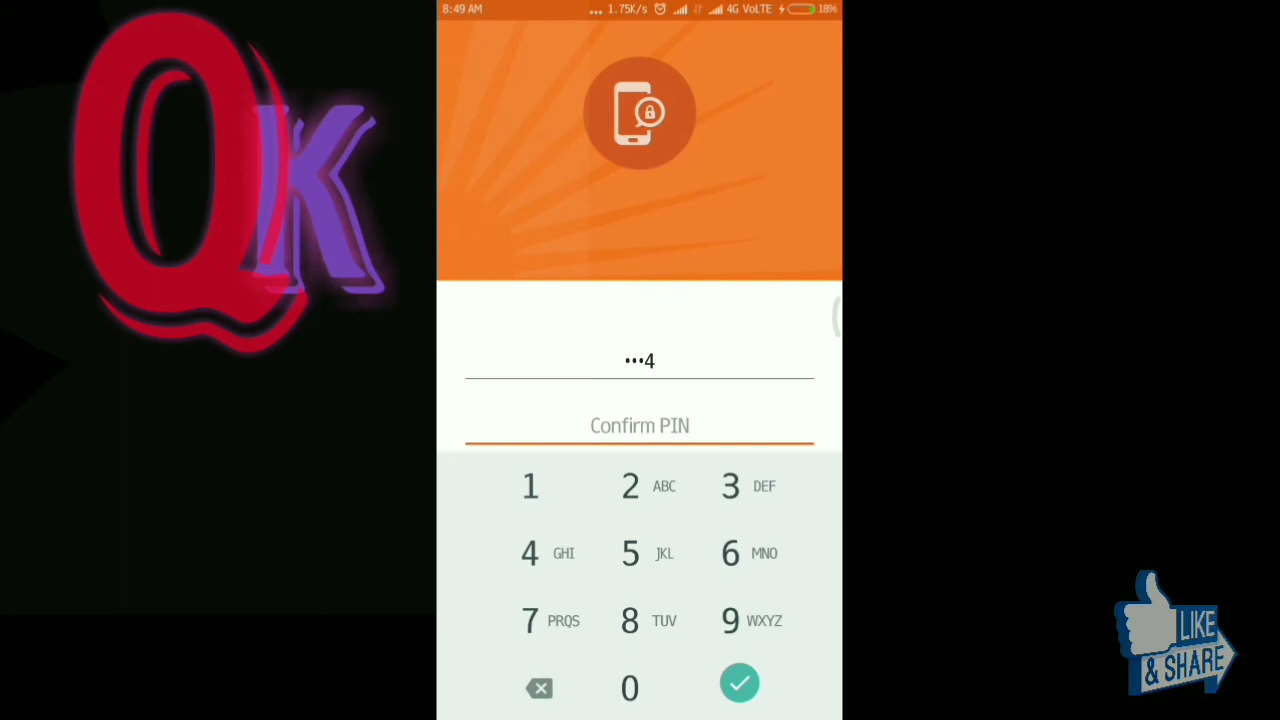 QK
8:49 AM ... 1.75K/s 4G VoLTE 18%
•••4
Confirm PIN
1 2 ABC 3 DEF
4 GHI 5 JKL 6 MNO
7 PRQS 8 TUV 9 WXYZ
0
LIKE
& SHARE